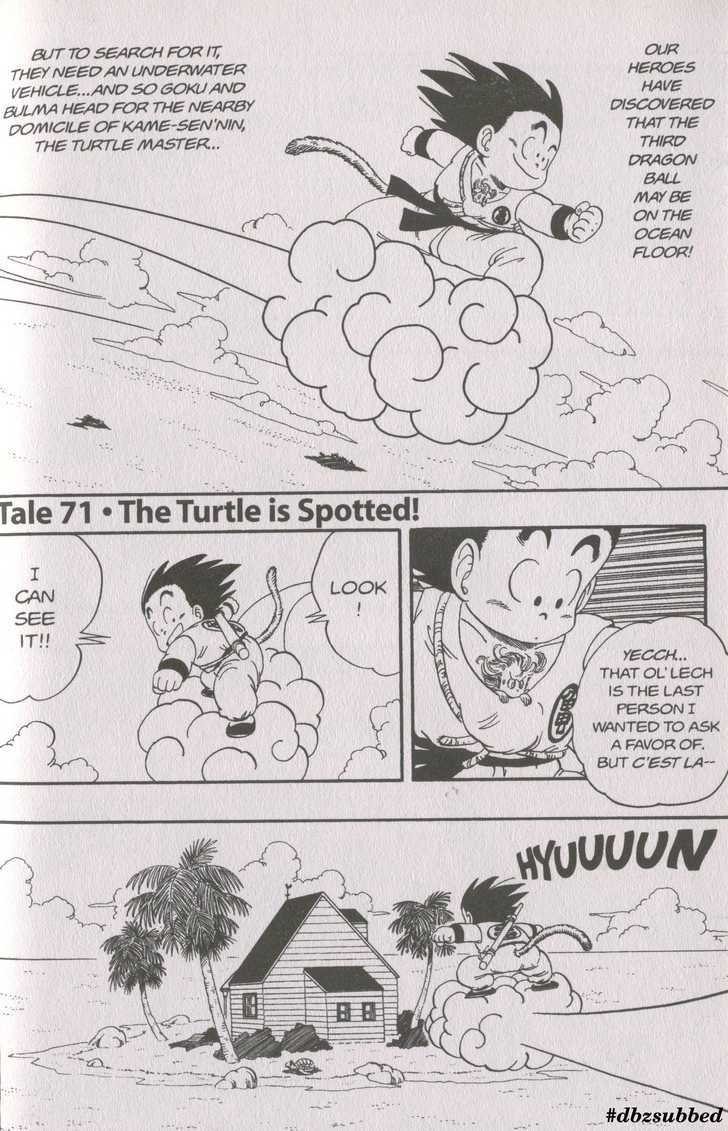 OUR
HEROES
HAVE
DISCOVERED
THAT THE
THIRD
DRAGON
BALL
MAY BE
ON THE
OCEAN
FLOOR!
BUT TO SEARCH FOR IT,
THEY NEED AN UNDERWATER
VEHICLE...AND SO GOKU AND
BULMA HEAD FOR THE NEARBY
DOMICILE OF KAME-SEN'NIN,
THE TURTLE MASTER...
Tale 71 • The Turtle is Spotted!
YECCH...
THAT OL' LECH
IS THE LAST
PERSON I
WANTED TO ASK
A FAVOR OF.
BUT C'EST LA--
LOOK
!
I
CAN
SEE
IT!!
HYUUUUN
#dbzsubbed